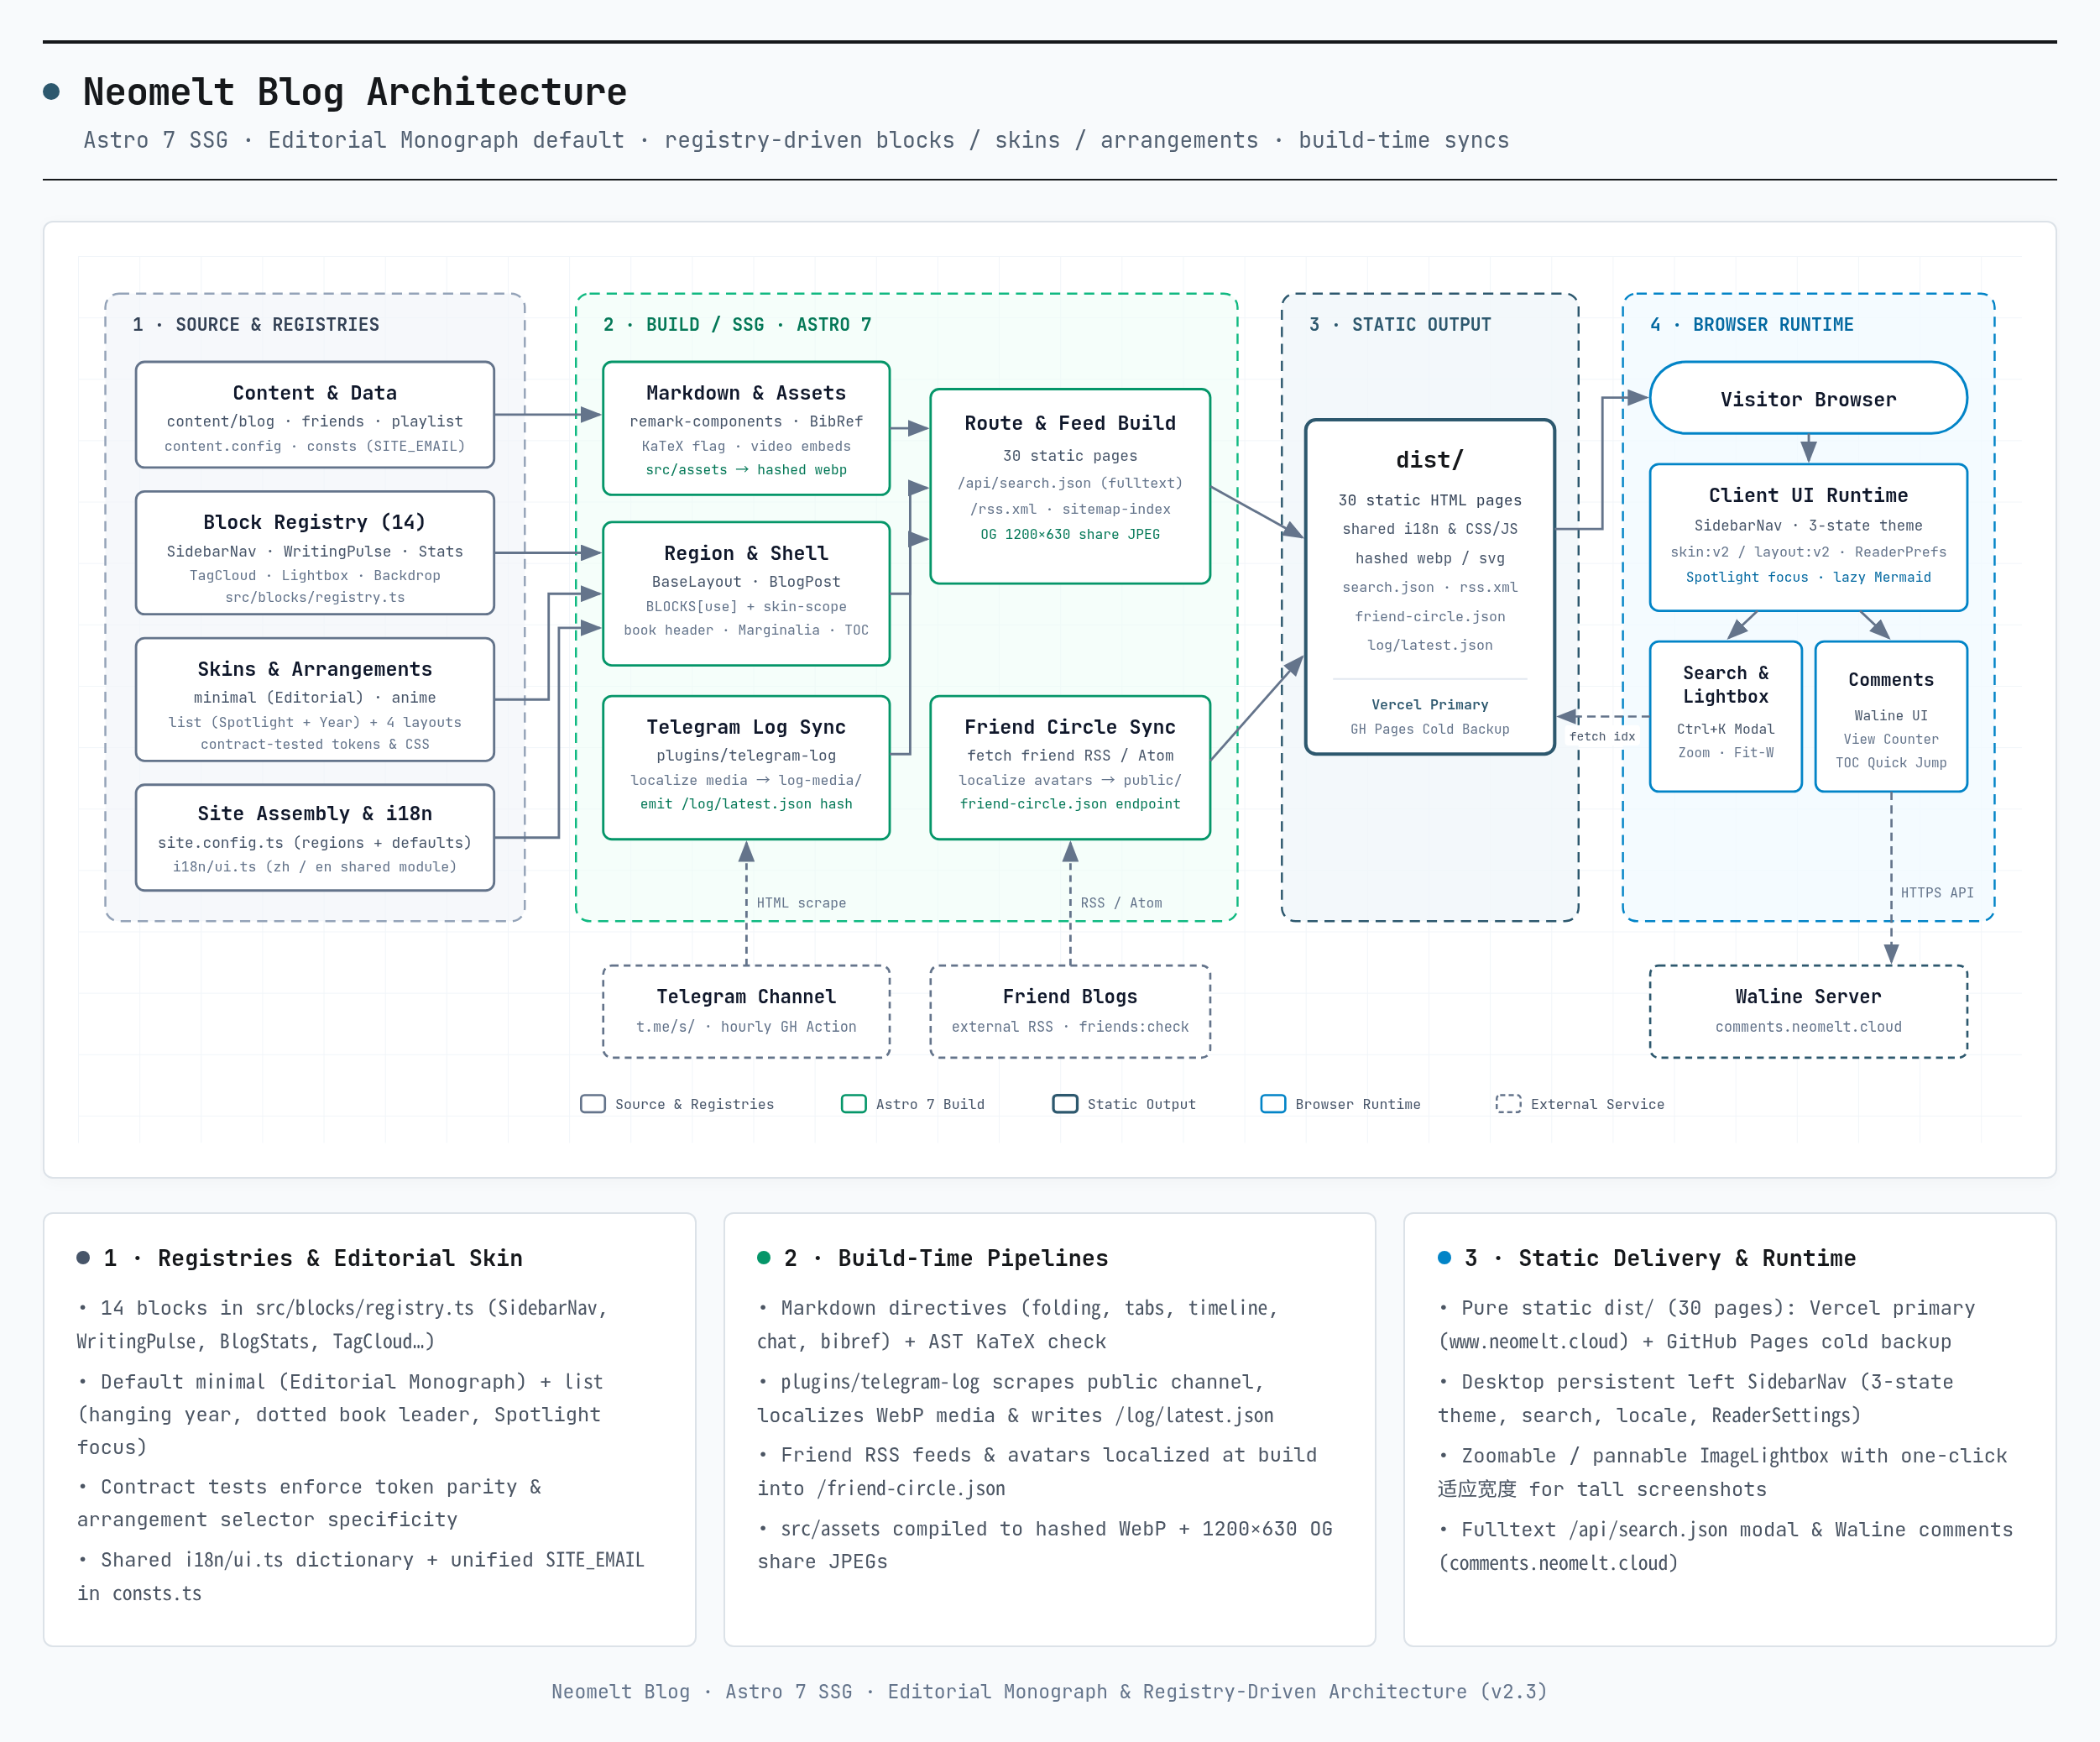 Neomelt Blog Architecture
Astro 7 SSG · Editorial Monograph default · registry-driven blocks / skins / arrangements · build-time syncs
1 · SOURCE & REGISTRIES
Content & Data
content/blog · friends · playlist
content.config · consts (SITE_EMAIL)
Block Registry (14)
SidebarNav · WritingPulse · Stats
TagCloud · Lightbox · Backdrop
src/blocks/registry.ts
Skins & Arrangements
minimal (Editorial) · anime
list (Spotlight + Year) + 4 layouts
contract-tested tokens & CSS
Site Assembly & i18n
site.config.ts (regions + defaults)
i18n/ui.ts (zh / en shared module)
2 · BUILD / SSG · ASTRO 7
Markdown & Assets
remark-components · BibRef
KaTeX flag · video embeds
src/assets → hashed webp
Region & Shell
BaseLayout · BlogPost
BLOCKS[use] + skin-scope
book header · Marginalia · TOC
Telegram Log Sync
plugins/telegram-log
localize media → log-media/
emit /log/latest.json hash
Route & Feed Build
30 static pages
/api/search.json (fulltext)
/rss.xml · sitemap-index
OG 1200×630 share JPEG
Friend Circle Sync
fetch friend RSS / Atom
localize avatars → public/
friend-circle.json endpoint
HTML scrape
RSS / Atom
3 · STATIC OUTPUT
dist/
30 static HTML pages
shared i18n & CSS/JS
hashed webp / svg
search.json · rss.xml
friend-circle.json
log/latest.json
Vercel Primary
GH Pages Cold Backup
fetch idx
4 · BROWSER RUNTIME
Visitor Browser
Client UI Runtime
SidebarNav · 3-state theme
skin:v2 / layout:v2 · ReaderPrefs
Spotlight focus · lazy Mermaid
Search &
Lightbox
Ctrl+K Modal
Zoom · Fit-W
Comments
Waline UI
View Counter
TOC Quick Jump
HTTPS API
Telegram Channel
t.me/s/ · hourly GH Action
Friend Blogs
external RSS · friends:check
Waline Server
comments.neomelt.cloud
Source & Registries
Astro 7 Build
Static Output
Browser Runtime
External Service
1 · Registries & Editorial Skin
• 14 blocks in src/blocks/registry.ts (SidebarNav,
WritingPulse, BlogStats, TagCloud…)
• Default minimal (Editorial Monograph) + list
(hanging year, dotted book leader, Spotlight
focus)
• Contract tests enforce token parity &
arrangement selector specificity
• Shared i18n/ui.ts dictionary + unified SITE_EMAIL
in consts.ts
2 · Build-Time Pipelines
• Markdown directives (folding, tabs, timeline,
chat, bibref) + AST KaTeX check
• plugins/telegram-log scrapes public channel,
localizes WebP media & writes /log/latest.json
• Friend RSS feeds & avatars localized at build
into /friend-circle.json
• src/assets compiled to hashed WebP + 1200×630 OG
share JPEGs
3 · Static Delivery & Runtime
• Pure static dist/ (30 pages): Vercel primary
(www.neomelt.cloud) + GitHub Pages cold backup
• Desktop persistent left SidebarNav (3-state
theme, search, locale, ReaderSettings)
• Zoomable / pannable ImageLightbox with one-click
适应宽度 for tall screenshots
• Fulltext /api/search.json modal & Waline comments
(comments.neomelt.cloud)
Neomelt Blog · Astro 7 SSG · Editorial Monograph & Registry-Driven Architecture (v2.3)